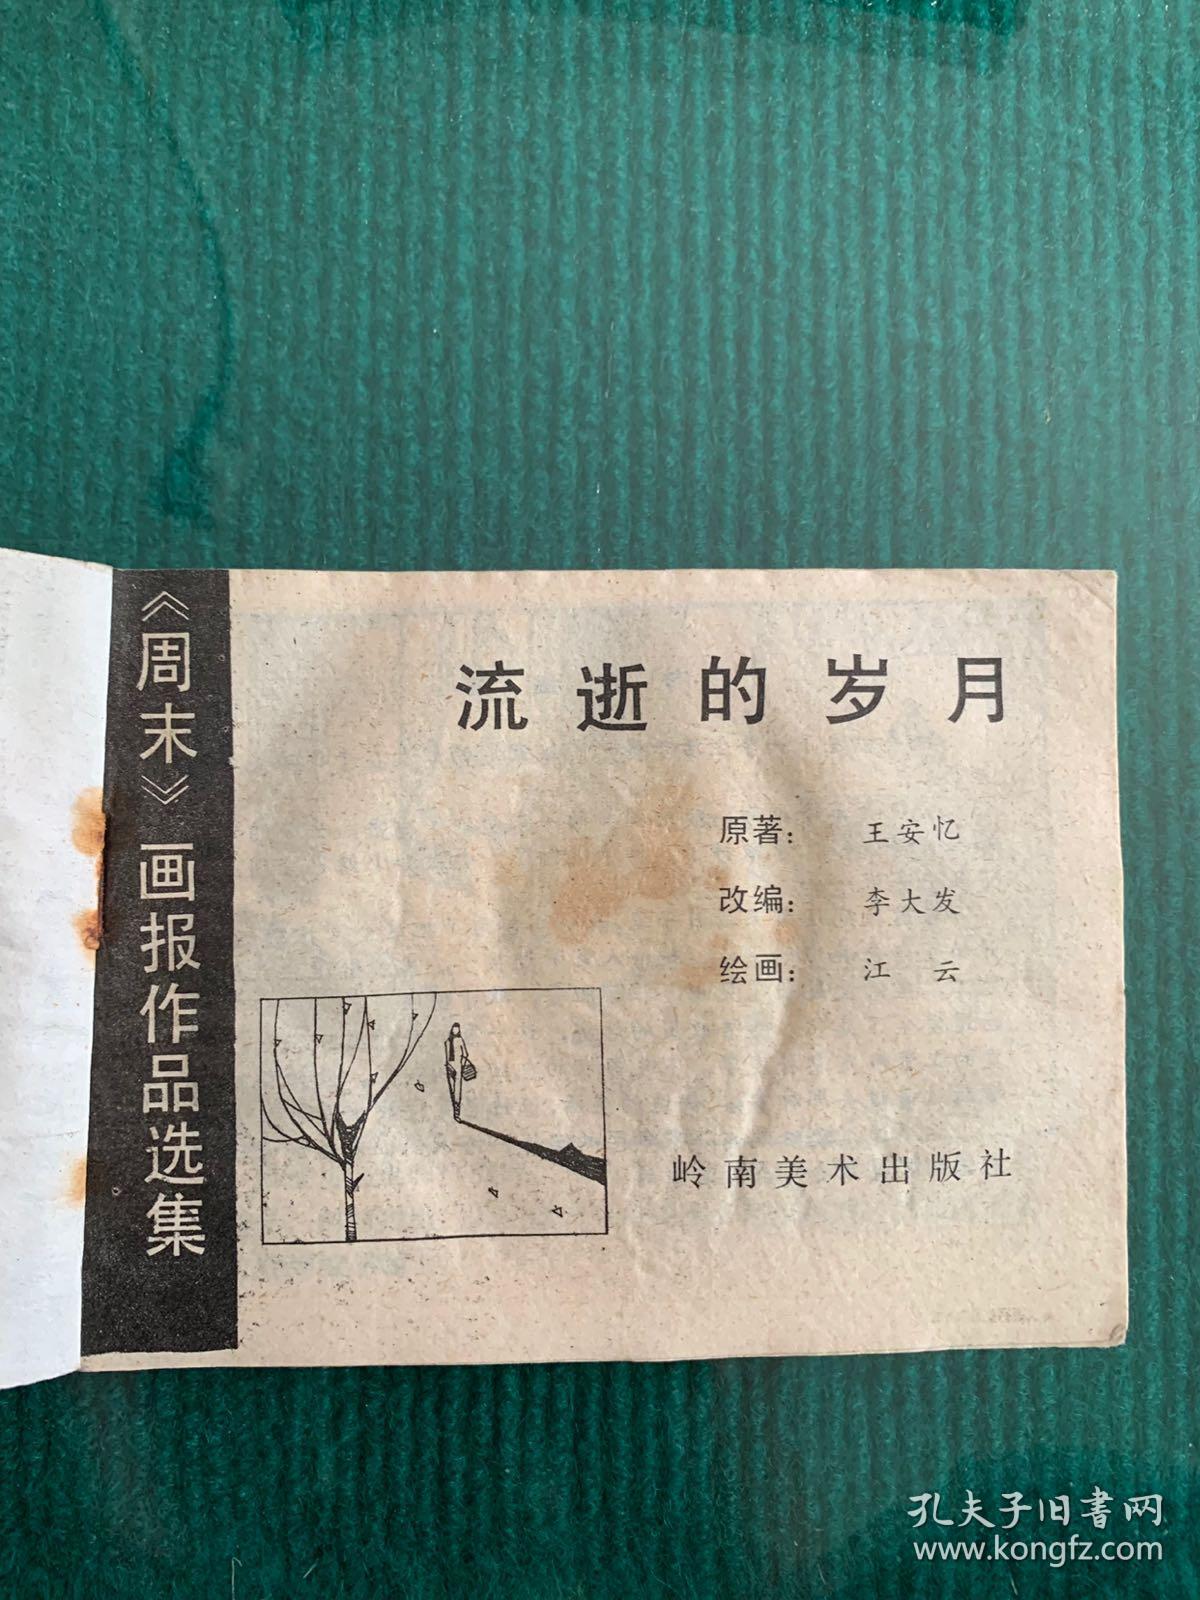 《周末》画报作品选集
流逝的岁月
原著： 王安忆
改编： 李大发
绘画： 江 云
岭南美术出版社
孔夫子旧书网
www.kongfz.com